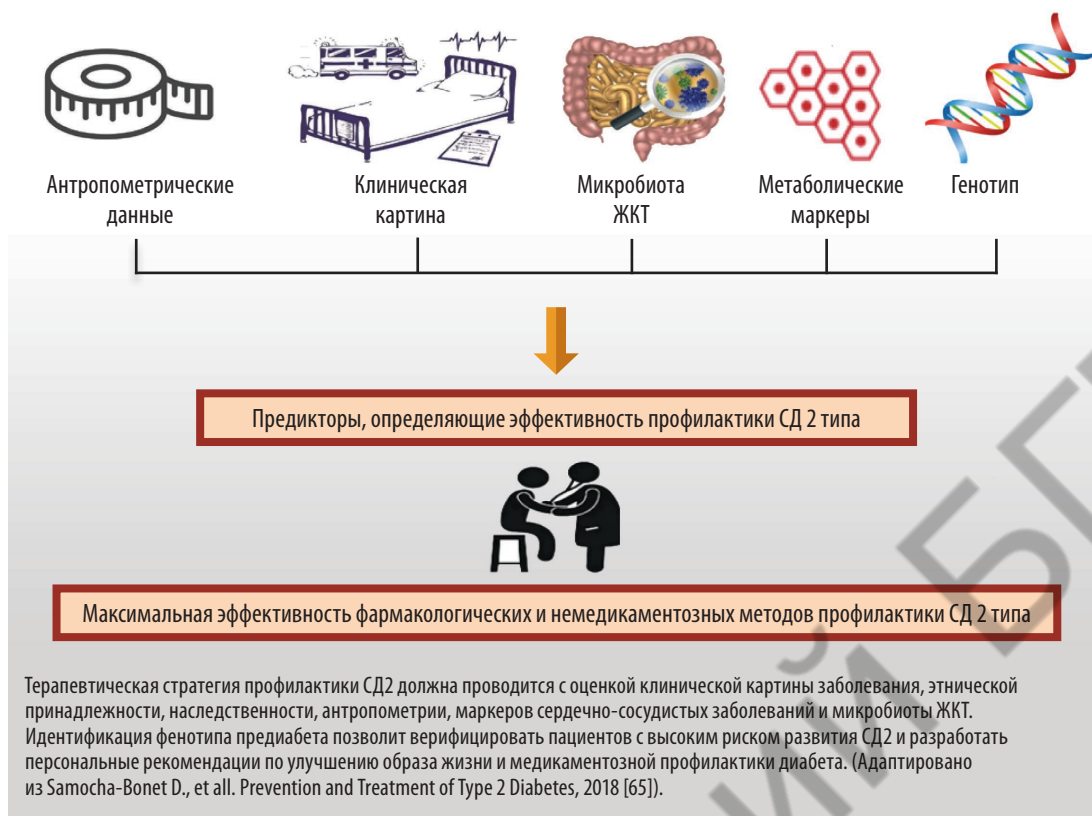 Антропометрические
данные
Клиническая
картина
Микробиота
ЖКТ
Метаболические
маркеры
Генотип
Предикторы, определяющие эффективность профилактики СД 2 типа
Максимальная эффективность фармакологических и немедикаментозных методов профилактики СД 2 типа
Терапевтическая стратегия профилактики СД2 должна проводится с оценкой клинической картины заболевания, этнической
принадлежности, наследственности, антропометрии, маркеров сердечно-сосудистых заболеваний и микробиоты ЖКТ.
Идентификация фенотипа предиабета позволит верифицировать пациентов с высоким риском развития СД2 и разработать
персональные рекомендации по улучшению образа жизни и медикаментозной профилактики диабета. (Адаптировано
из Samocha-Bonet D., et all. Prevention and Treatment of Type 2 Diabetes, 2018 [65]).